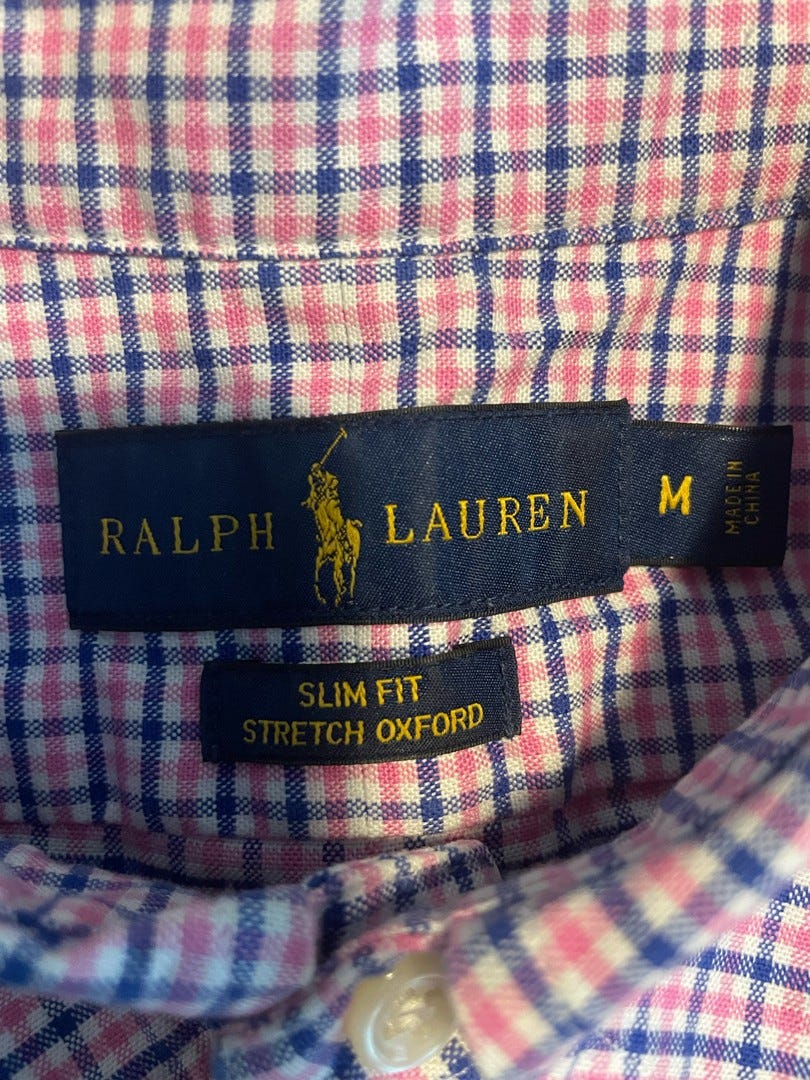 RALPH LAUREN
M
MADE IN
CHINA
SLIM FIT
STRETCH OXFORD